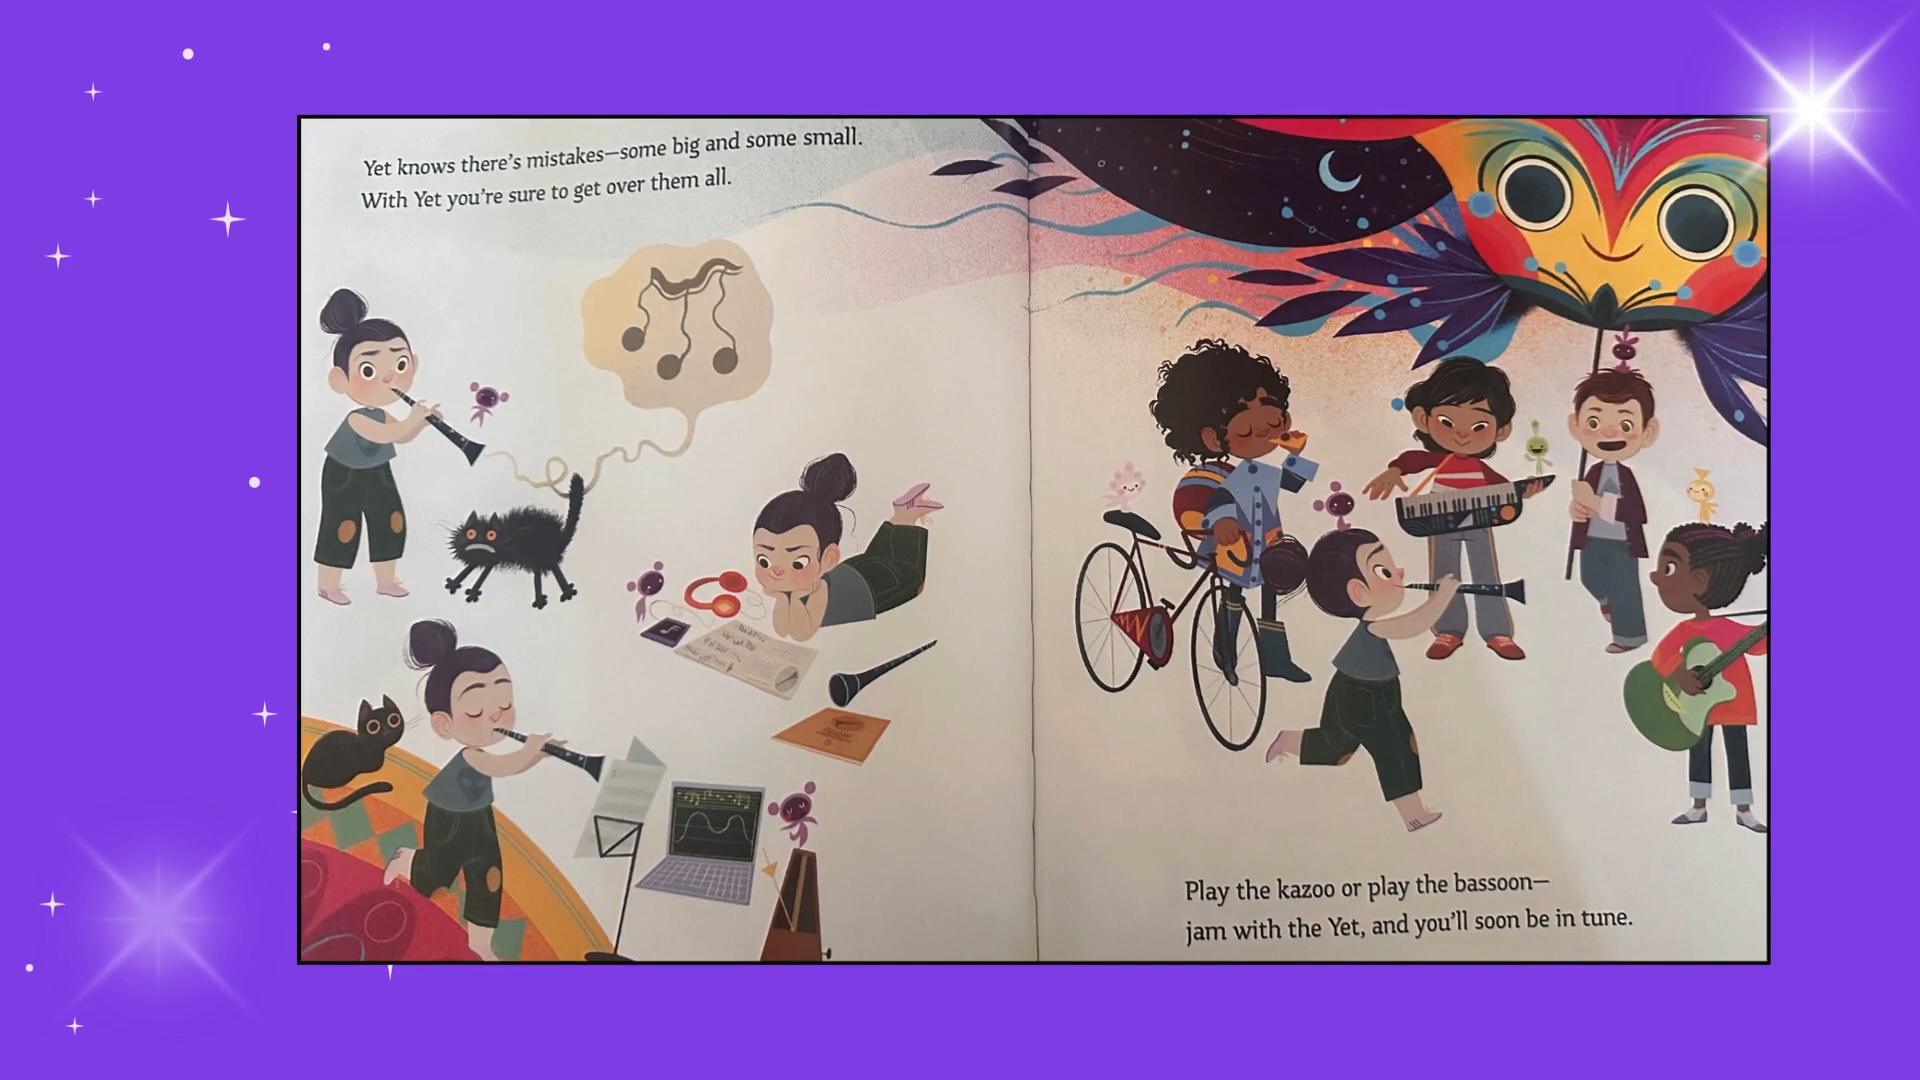 Yet knows there's mistakes—some big and some small.
With Yet you're sure to get over them all.
Play the kazoo or play the bassoon—
jam with the Yet, and you'll soon be in tune.